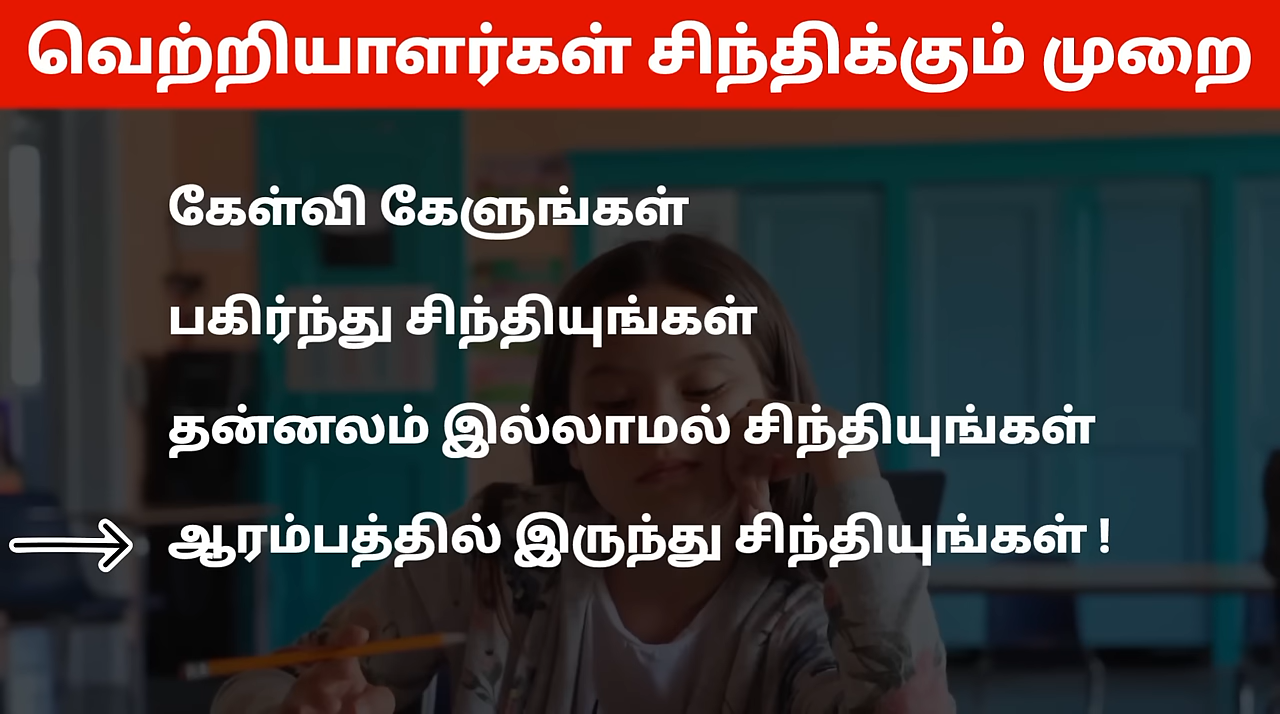 வெற்றியாளர்கள் சிந்திக்கும் முறை
கேள்வி கேளுங்கள்
பகிர்ந்து சிந்தியுங்கள்
தன்னலம் இல்லாமல் சிந்தியுங்கள்
ஆரம்பத்தில் இருந்து சிந்தியுங்கள் !